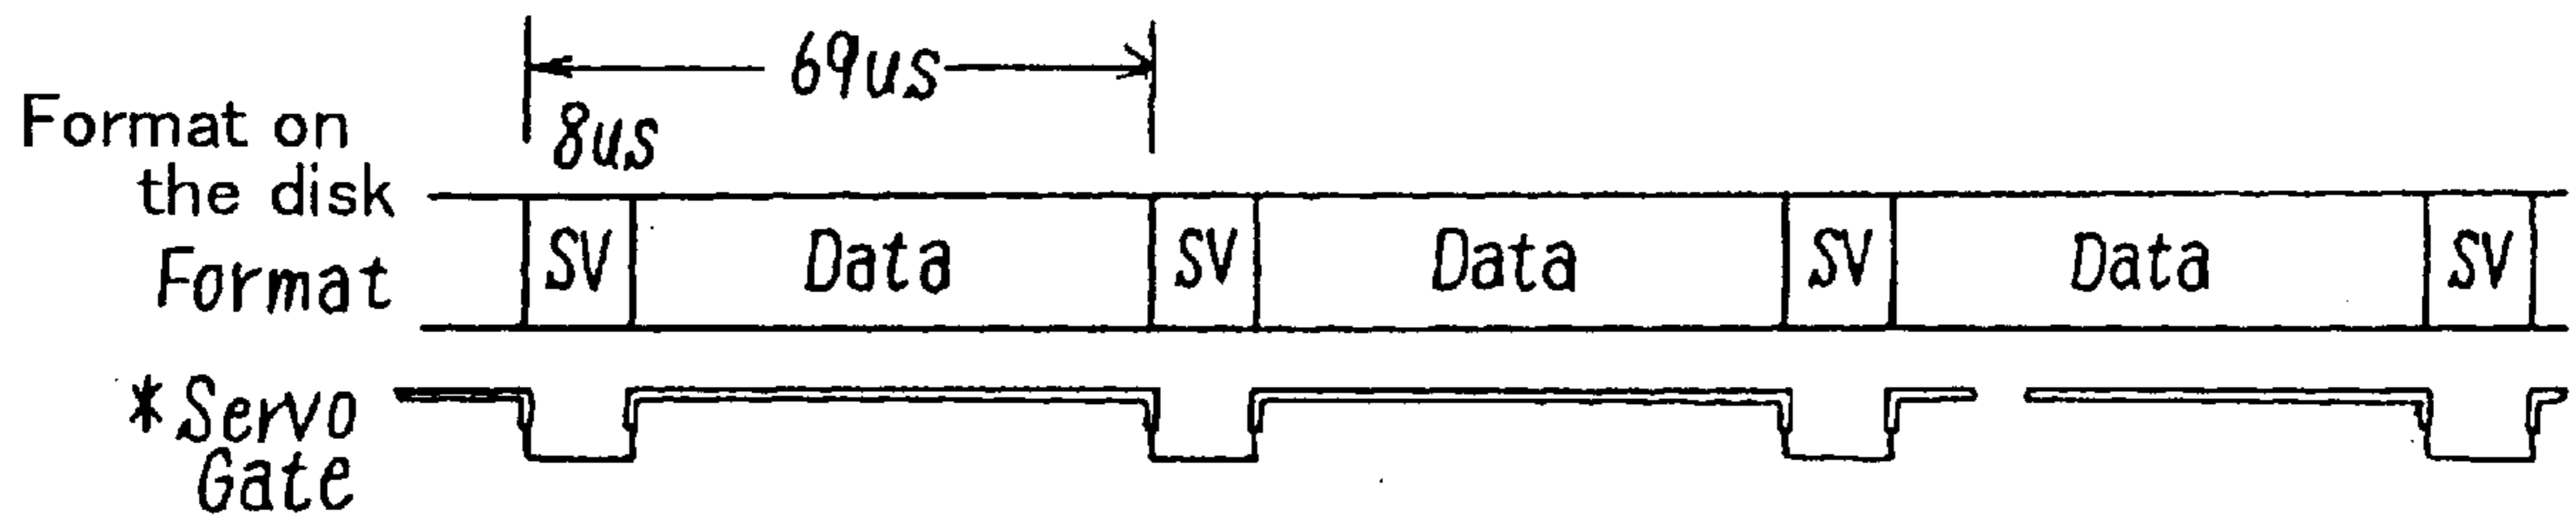 69us
Format on
the disk
8us
Format
SV Data SV Data SV Data SV
*Servo
Gate